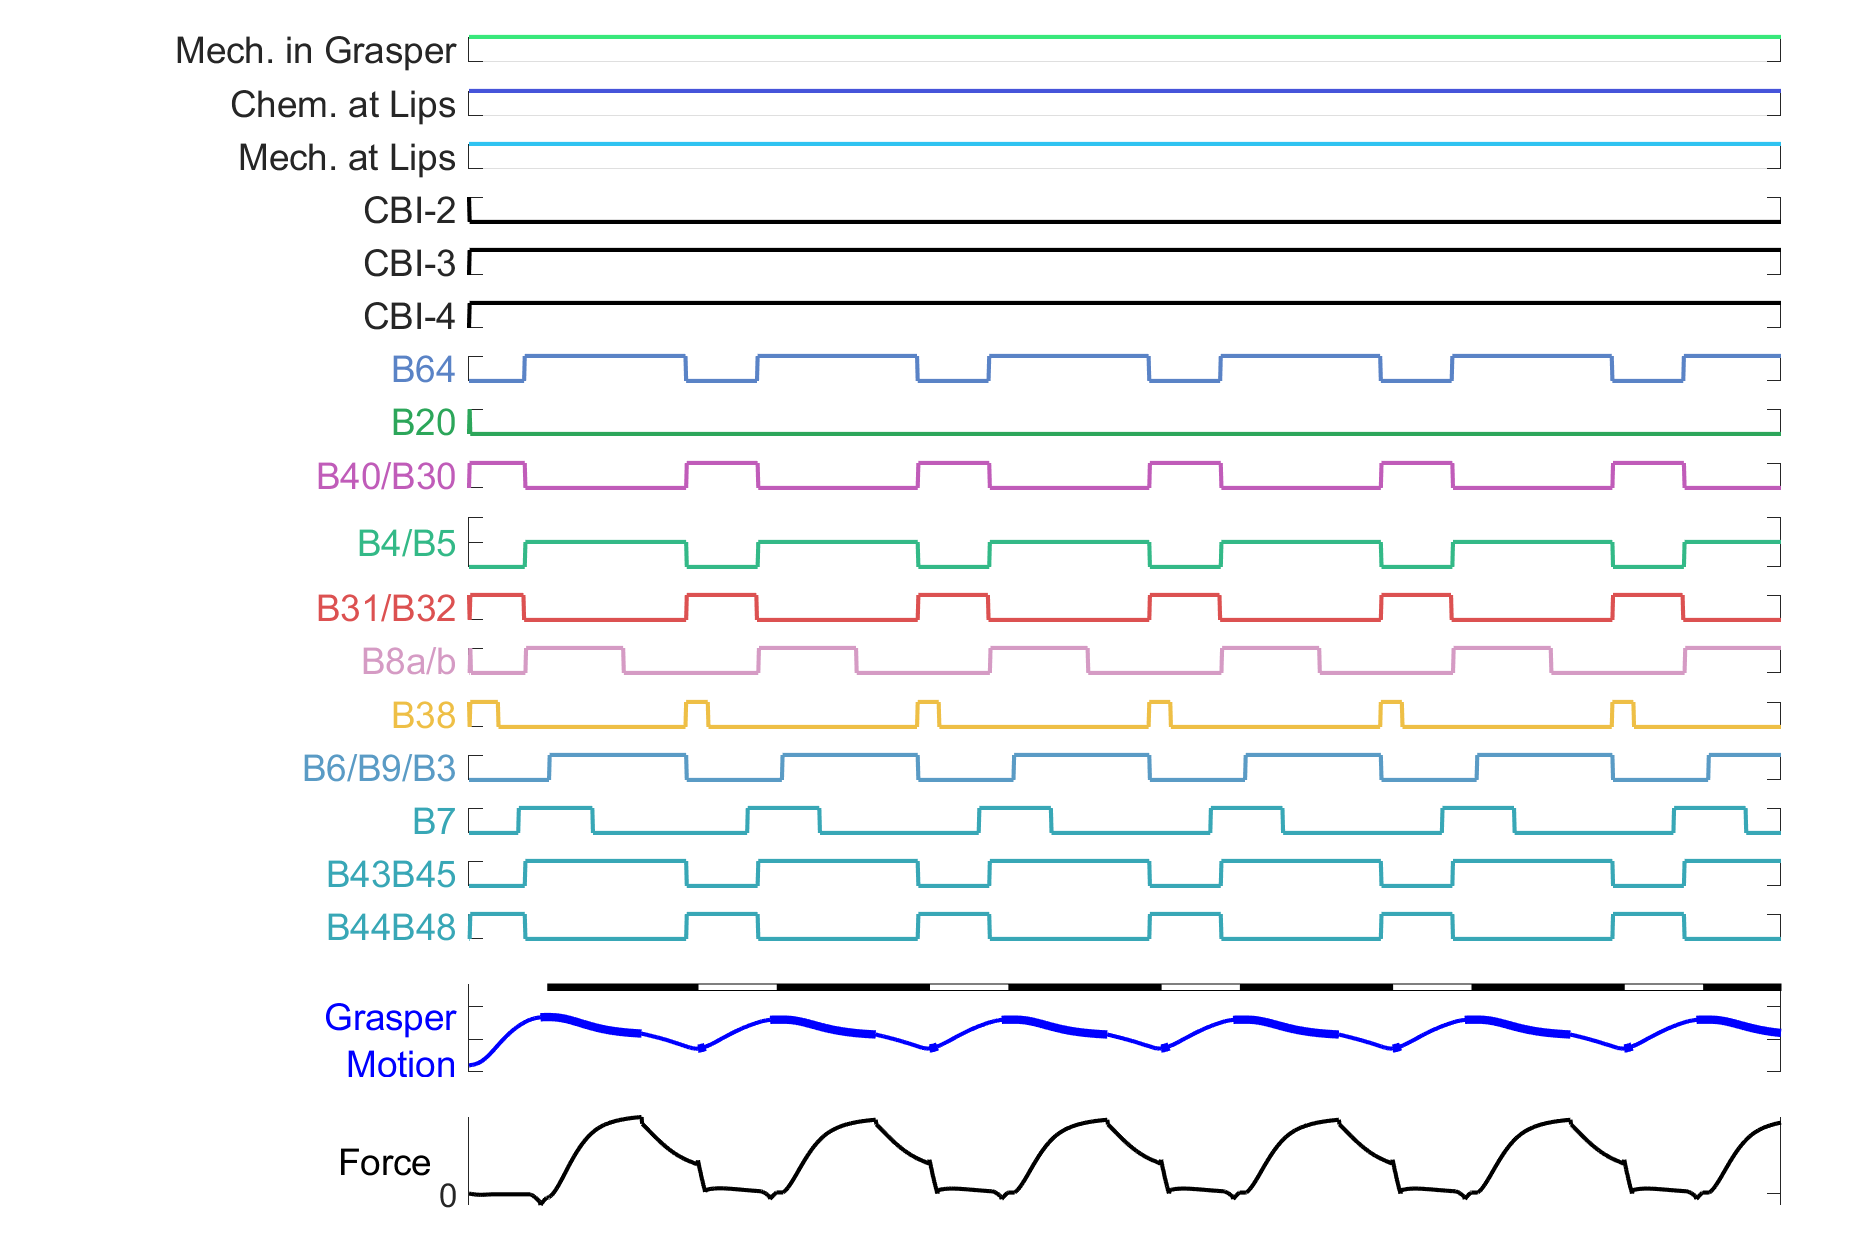 Mech. in Grasper
Chem. at Lips
Mech. at Lips
CBI-2
CBI-3
CBI-4
B64
B20
B40/B30
B4/B5
B31/B32
B8a/b
B38
B6/B9/B3
B7
B43B45
B44B48
Grasper
Motion
Force
0